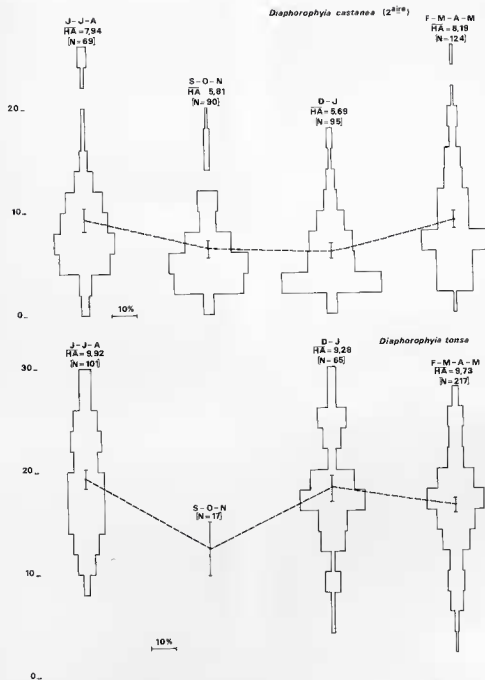 Diaphorophyia castanea (2aire)
J-J-A
HA=7,94
[N=69]
S-O-N
HA 5,81
[N=90]
D-J
HA=5,69
[N=95]
F-M-A-M
HA=8,19
[N=124]
20
10
0
10%
Diaphorophyia tonsa
J-J-A
HA=9,92
[N=101]
S-O-N
[N=17]
D-J
HA=9,28
[N=65]
F-M-A-M
HA=9,73
[N=217]
30
20
10
0
10%